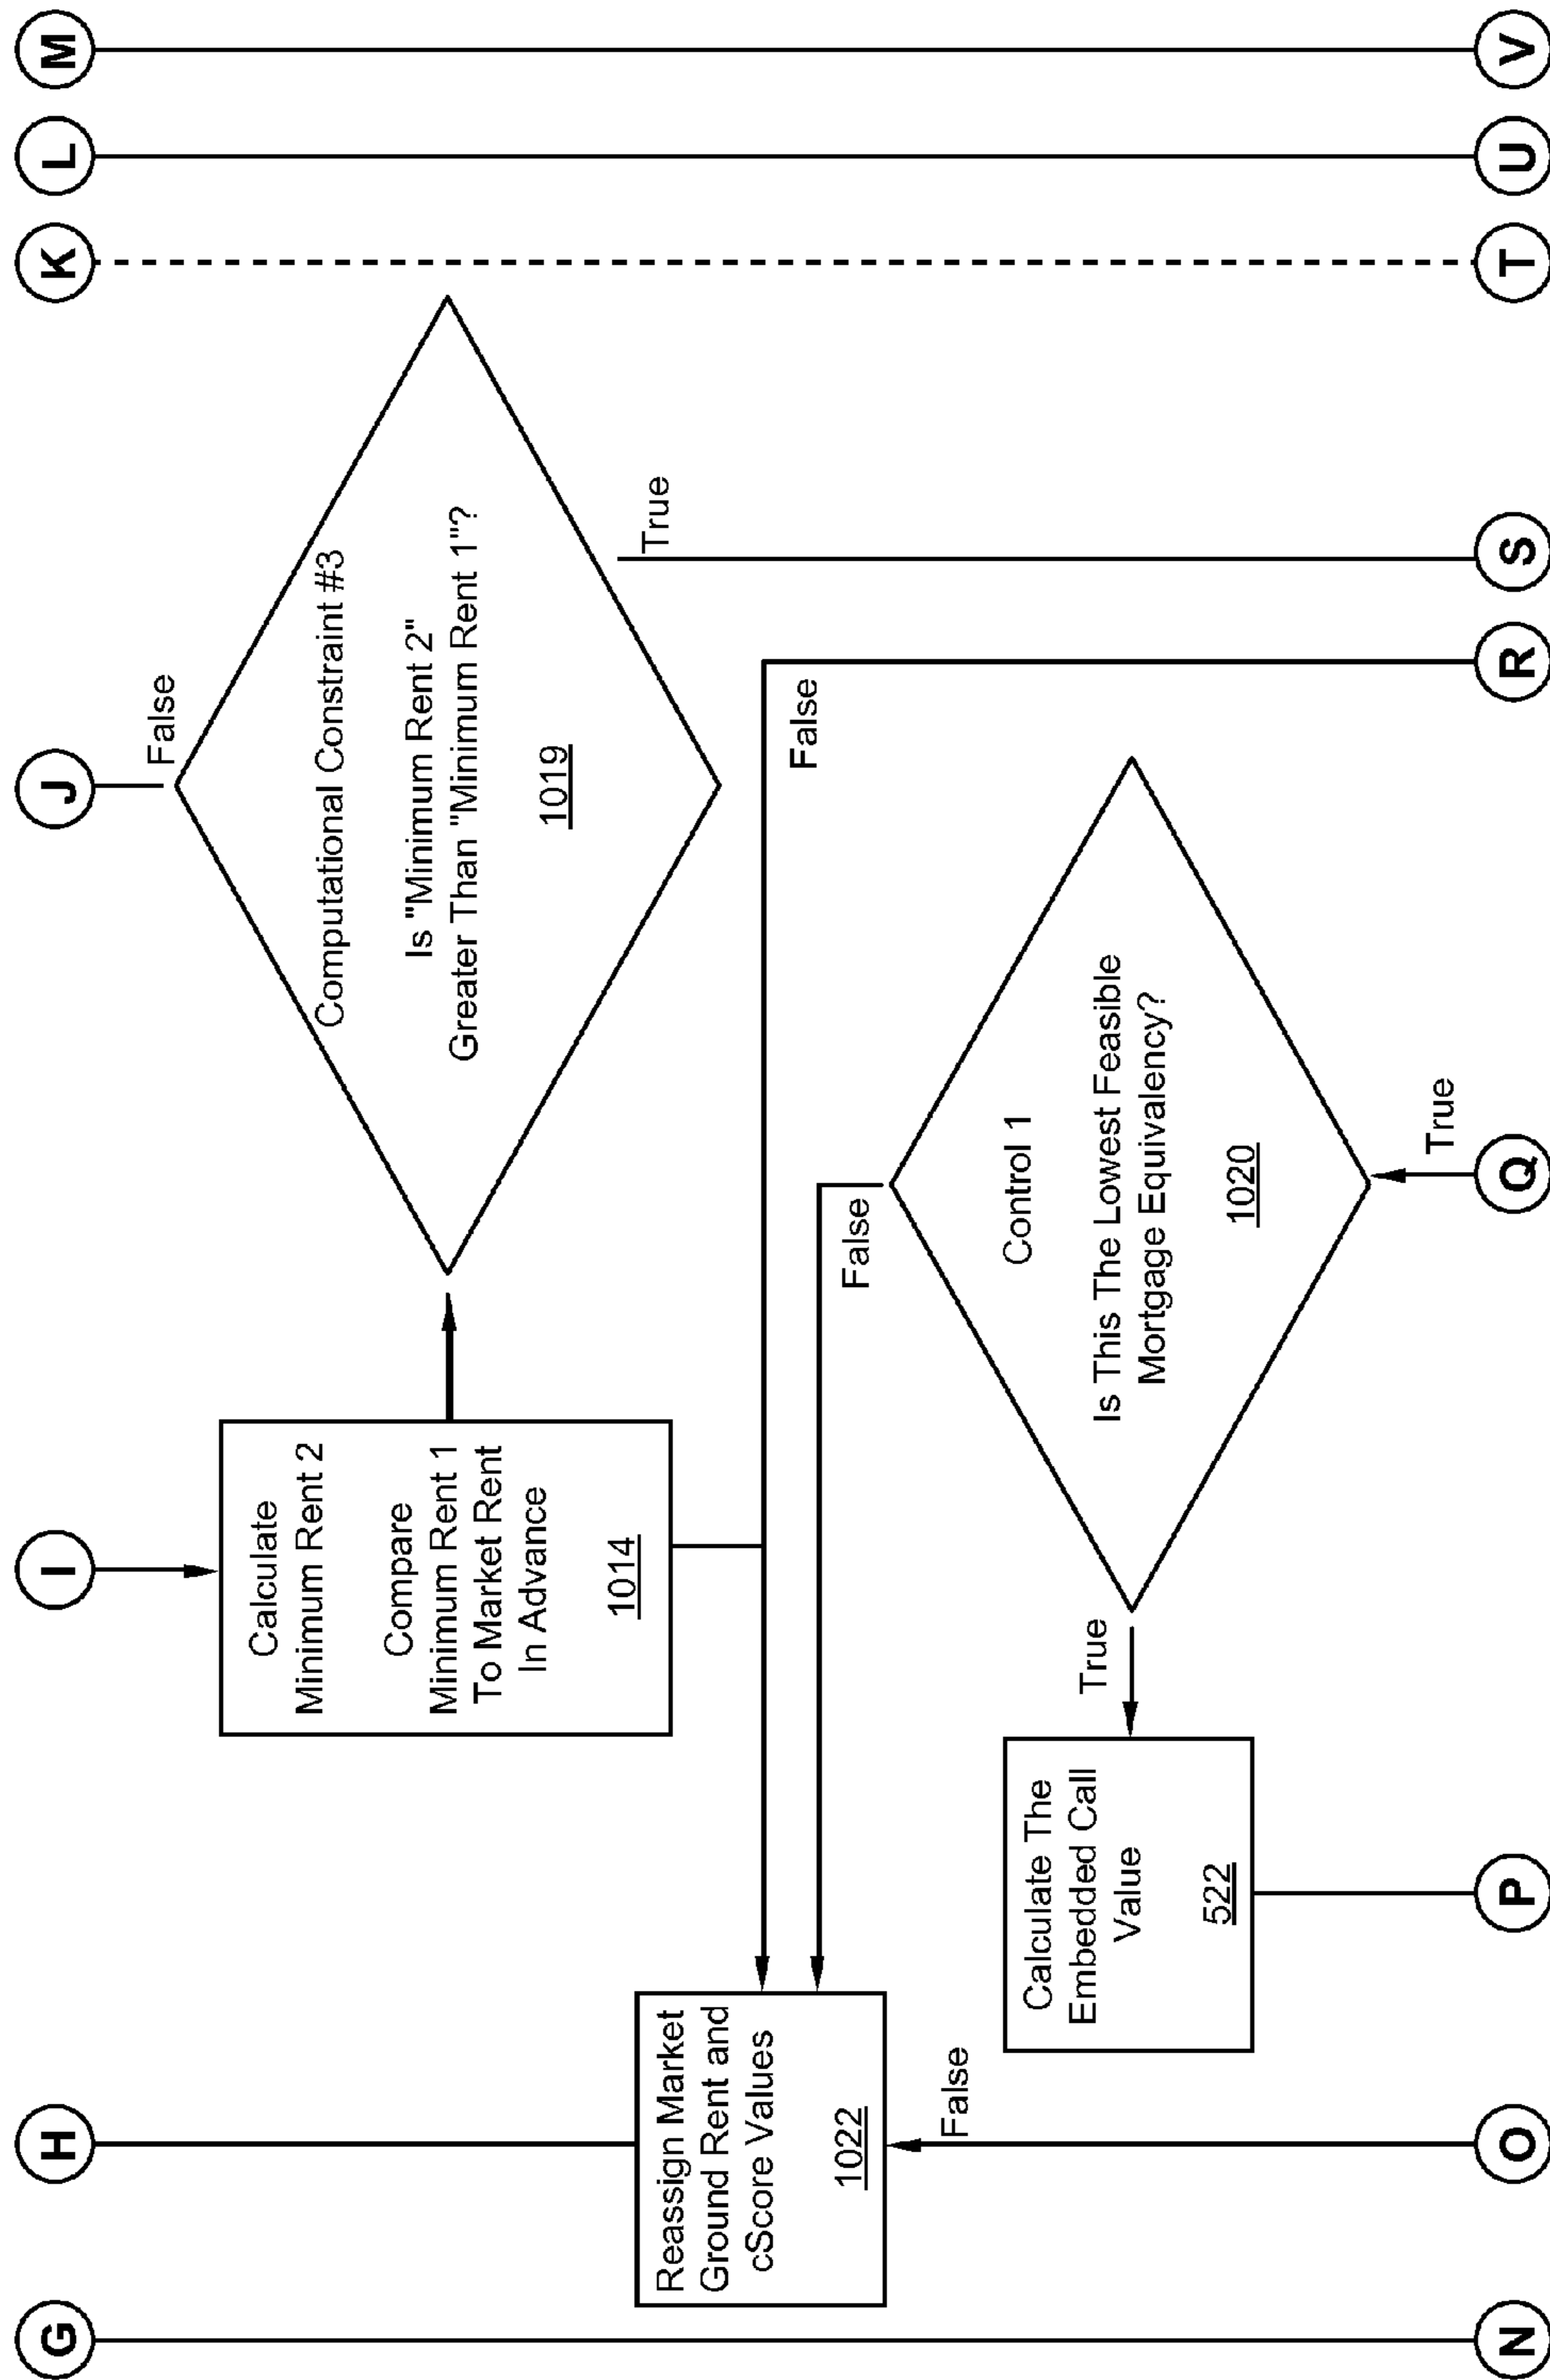 G
H
I
J
K
L
M
False
Calculate
Minimum Rent 2
Compare
Minimum Rent 1
To Market Rent
In Advance
1014
Computational Constraint #3
Is "Minimum Rent 2"
Greater Than "Minimum Rent 1"?
1019
True
False
Reassign Market
Ground Rent and
cScore Values
1022
False
False
Control 1
Is This The Lowest Feasible
Mortgage Equivalency?
1020
True
Calculate The
Embedded Call
Value
522
True
N
O
P
Q
R
S
T
U
V